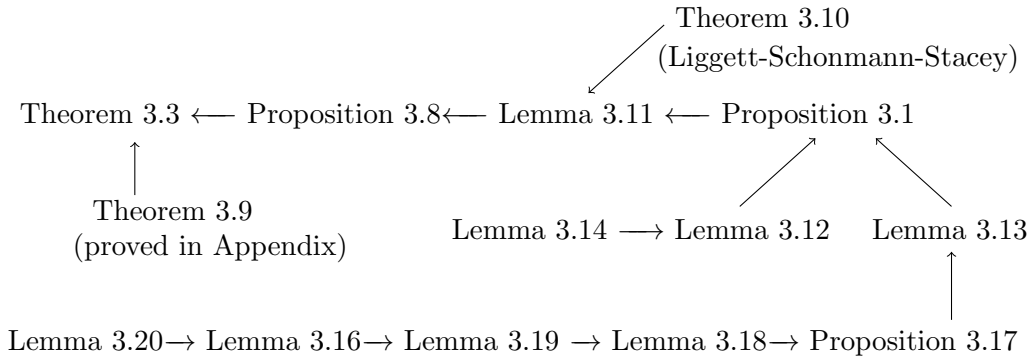 Theorem 3.10
(Liggett-Schonmann-Stacey)
Theorem 3.3 ← Proposition 3.8 ← Lemma 3.11 ← Proposition 3.1
Theorem 3.9
(proved in Appendix)
Lemma 3.14 → Lemma 3.12 Lemma 3.13
Lemma 3.20 → Lemma 3.16 → Lemma 3.19 → Lemma 3.18 → Proposition 3.17